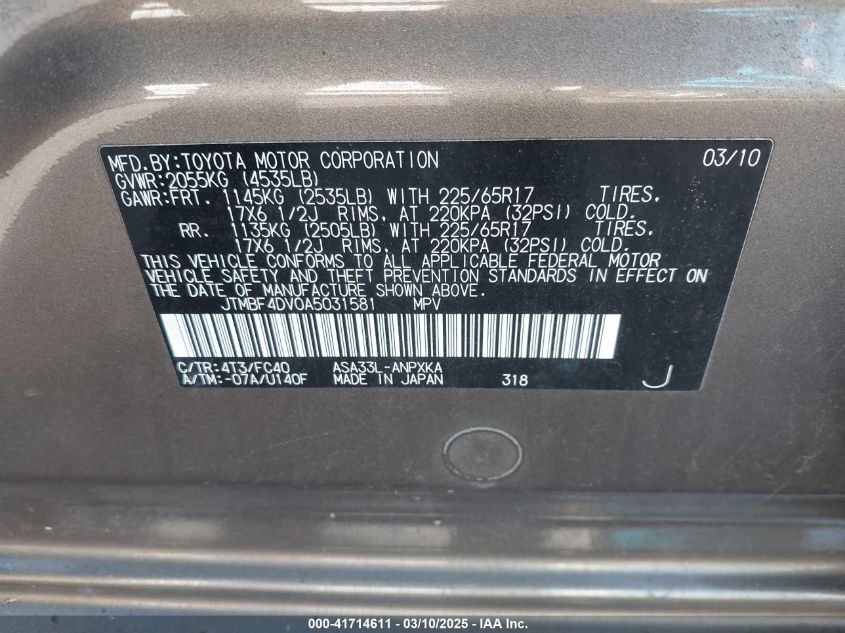 MFD.BY:TOYOTA MOTOR CORPORATION 03/10
GVWR:2055KG (4535LB)
GAWR:FRT. 1145KG (2535LB) WITH 225/65R17 TIRES,
17X6 1/2J RIMS, AT 220KPA (32PSI) COLD.
RR. 1135KG (2505LB) WITH 225/65R17 TIRES,
17X6 1/2J RIMS, AT 220KPA (32PSI) COLD.
THIS VEHICLE CONFORMS TO ALL APPLICABLE FEDERAL MOTOR
VEHICLE SAFETY AND THEFT PREVENTION STANDARDS IN EFFECT ON
THE DATE OF MANUFACTURE SHOWN ABOVE.
JTMBF4DV0A5031581 MPV
C/TR:4T3/FC40 ASA33L-ANPXKA
A/TM:-07A/U140F MADE IN JAPAN 318 J
000-41714611 - 03/10/2025 - IAA Inc.